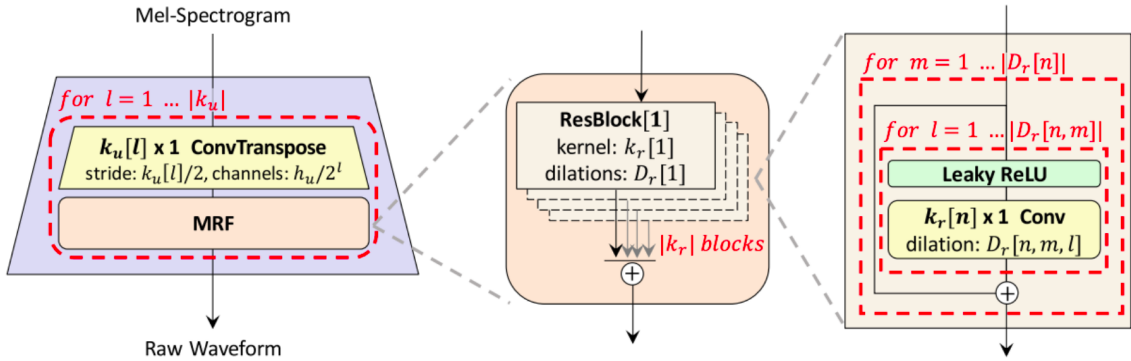 Mel-Spectrogram
for l = 1 … |k_u|
k_u[l] x 1 ConvTranspose
stride: k_u[l]/2, channels: h_u/2^l
MRF
Raw Waveform
ResBlock[1]
kernel: k_r[1]
dilations: D_r[1]
|k_r| blocks
+
for m = 1 … |D_r[n]|
for l = 1 … |D_r[n, m]|
Leaky ReLU
k_r[n] x 1 Conv
dilation: D_r[n, m, l]
+